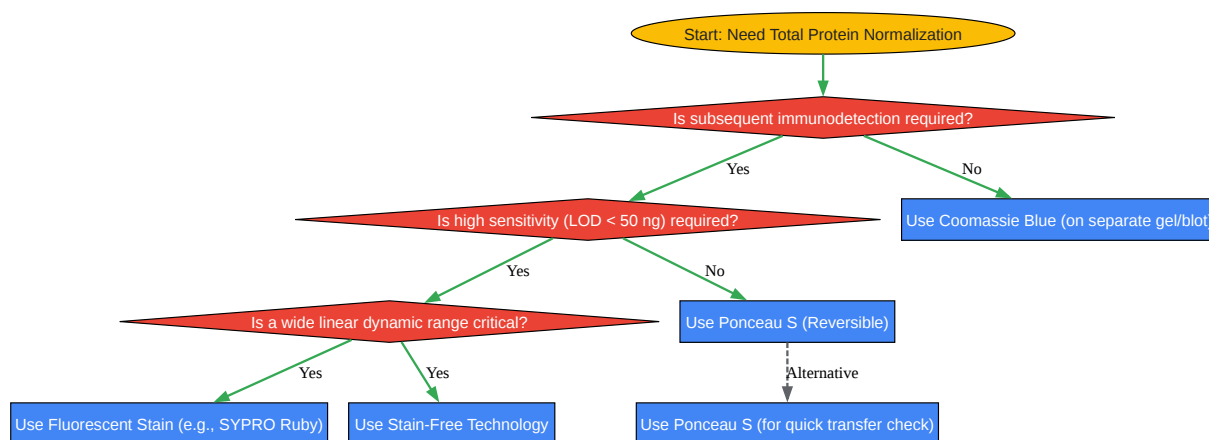 Start: Need Total Protein Normalization
Is subsequent immunodetection required?
Yes
No
Is high sensitivity (LOD < 50 ng) required?
Use Coomassie Blue (on separate gel/blot)
Yes
No
Is a wide linear dynamic range critical?
Use Ponceau S (Reversible)
Yes
Yes
Alternative
Use Fluorescent Stain (e.g., SYPRO Ruby)
Use Stain-Free Technology
Use Ponceau S (for quick transfer check)